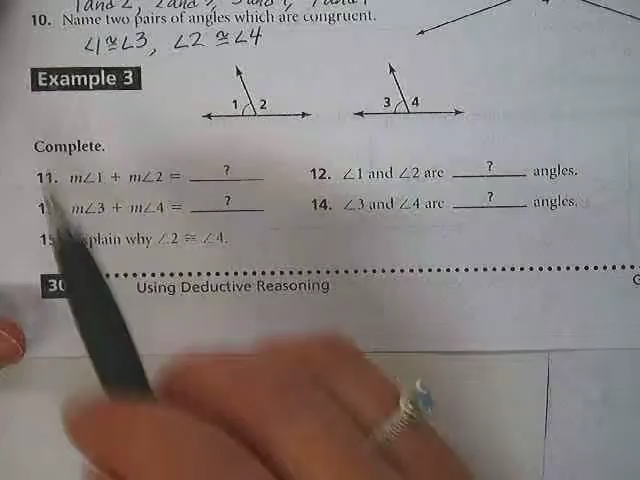 10. Name two pairs of angles which are congruent.
∠1≅∠3, ∠2≅∠4
Example 3
1 2
3 4
Complete.
11. m∠1 + m∠2 = ?
12. ∠1 and ∠2 are ? angles.
m∠3 + m∠4 = ?
14. ∠3 and ∠4 are ? angles.
why ∠2 ≅ ∠4.
30 Using Deductive Reasoning